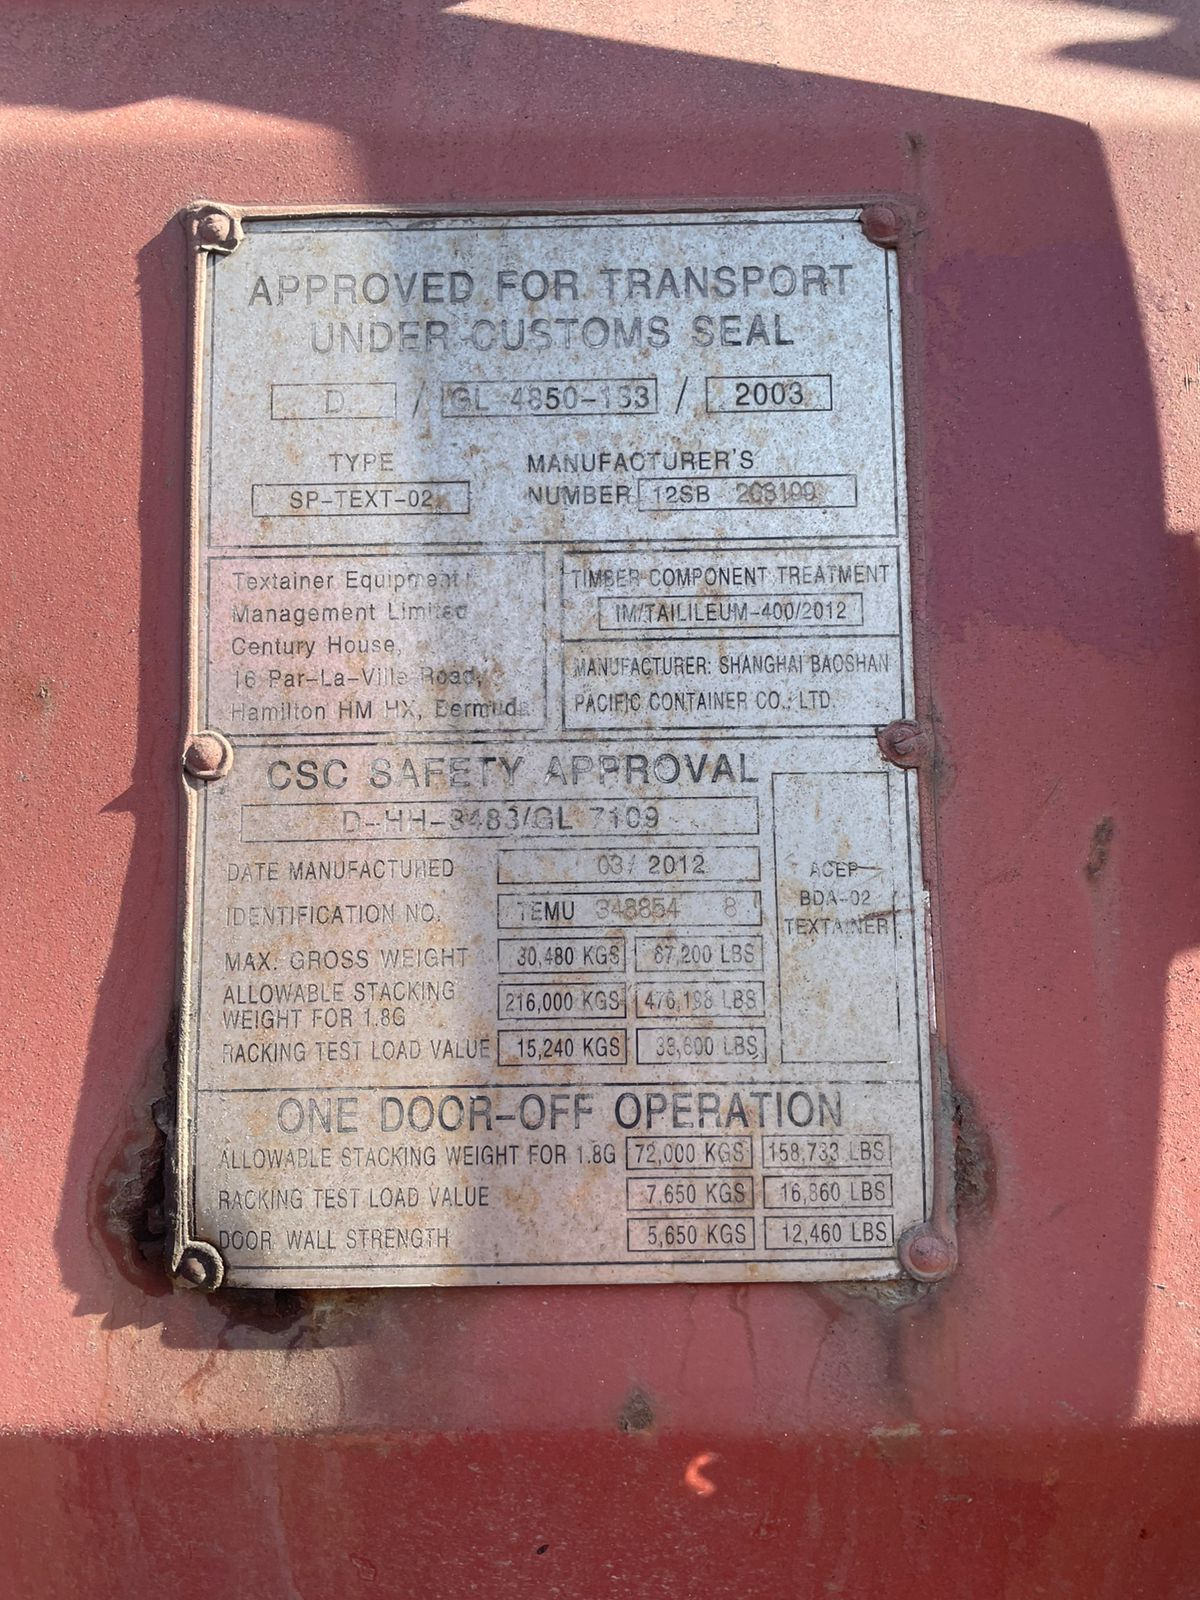 APPROVED FOR TRANSPORT
UNDER CUSTOMS SEAL
D / GL 4850-133 / 2003
TYPE
SP-TEXT-02
MANUFACTURER'S
NUMBER 12SB
Textainer Equipment
Management Limited
Century House,
16 Par-La-Ville Road,
Hamilton HM HX, Bermuda
TIMBER COMPONENT TREATMENT
IM/TAILILEUM-400/2012
MANUFACTURER: SHANGHAI BAOSHAN
PACIFIC CONTAINER CO., LTD.
CSC SAFETY APPROVAL
D-HH-3483/GL 7109
DATE MANUFACTURED 03/ 2012
IDENTIFICATION NO. TEMU 348854 8
MAX. GROSS WEIGHT 30,480 KGS 67,200 LBS
ALLOWABLE STACKING
WEIGHT FOR 1.8G 216,000 KGS 476,198 LBS
RACKING TEST LOAD VALUE 15,240 KGS 33,600 LBS
ACEP
BDA-02
TEXTAINER
ONE DOOR-OFF OPERATION
ALLOWABLE STACKING WEIGHT FOR 1.8G 72,000 KGS 158,733 LBS
RACKING TEST LOAD VALUE 7,650 KGS 16,860 LBS
DOOR WALL STRENGTH 5,650 KGS 12,460 LBS